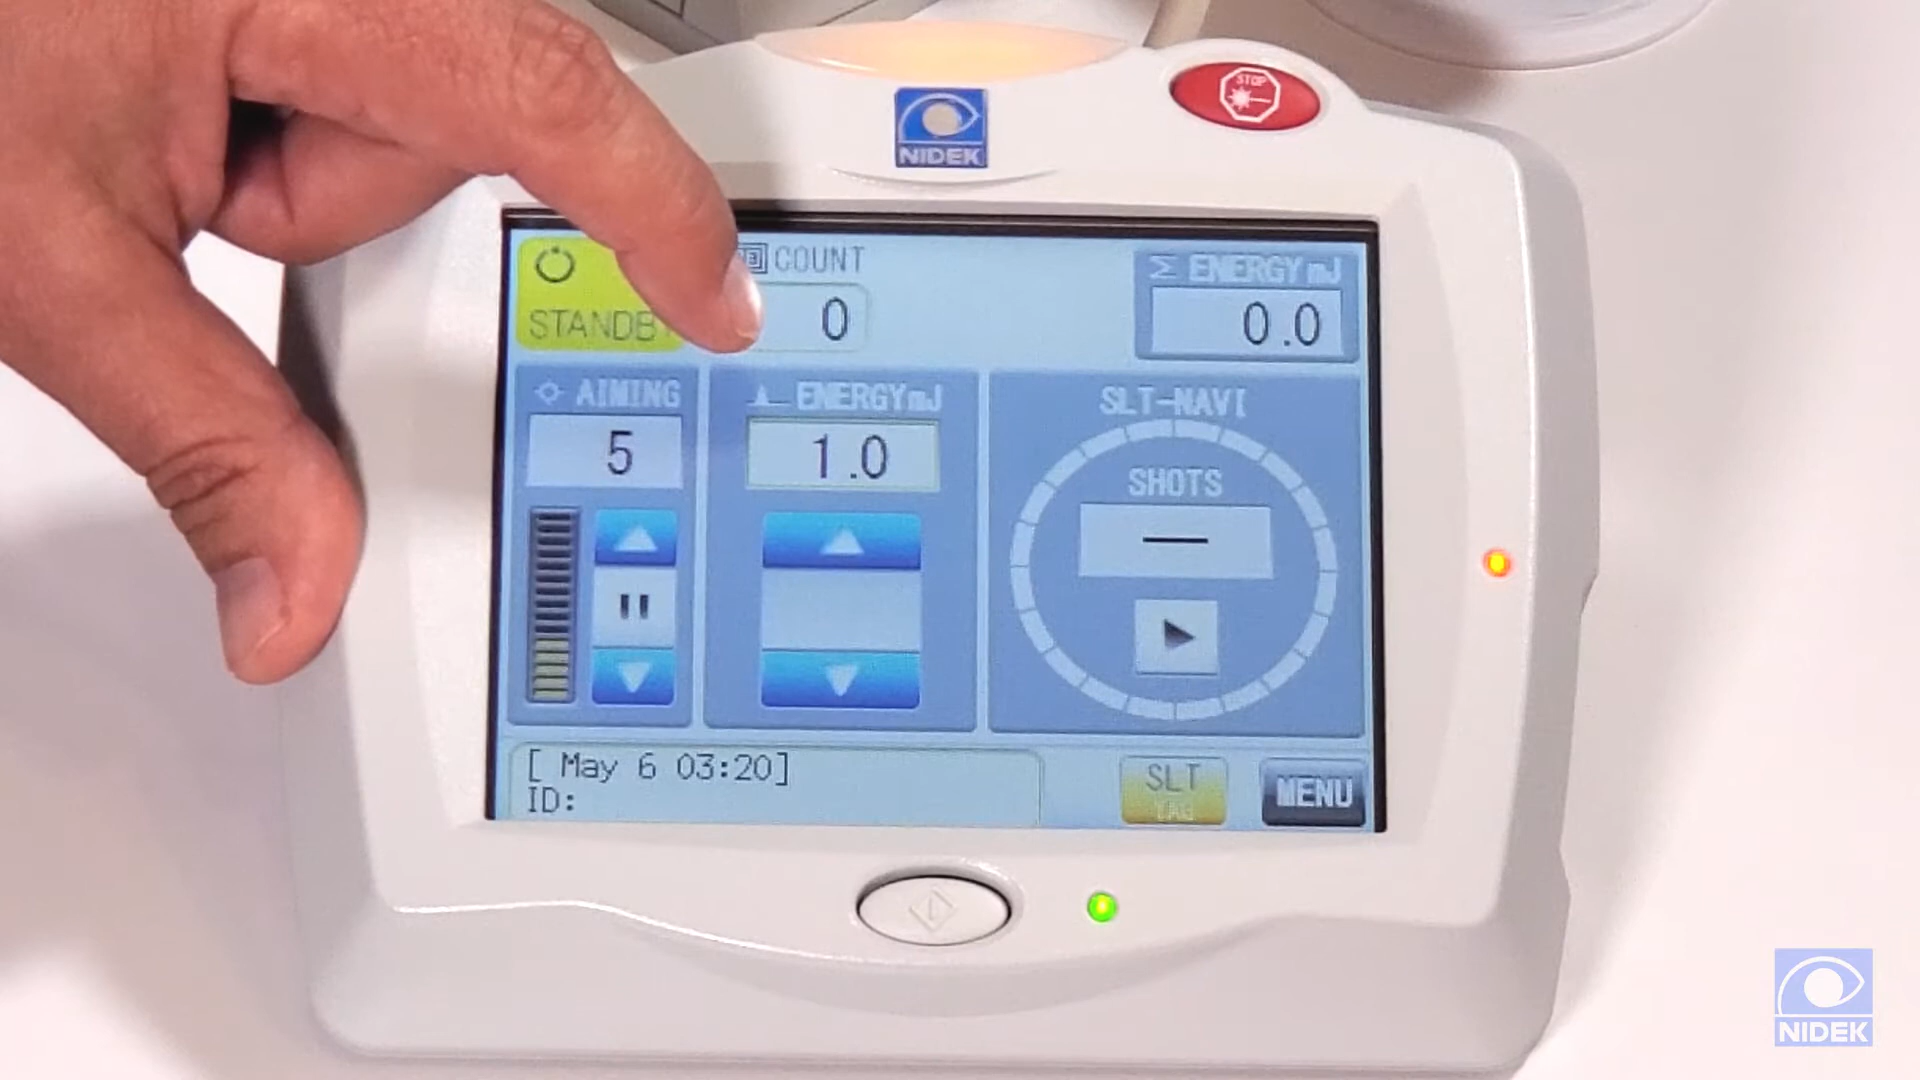 STOP
NIDEK
COUNT
Σ ENERGY mJ
STANDBY
0
0.0
AIMING
ENERGY mJ
SLT-NAVI
5
1.0
SHOTS
—
[ May 6 03:20]
ID:
SLT
YAG
MENU
NIDEK